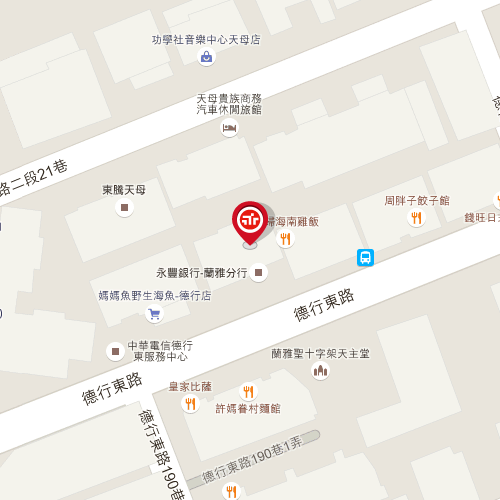 功學社音樂中心天母店
天母貴族商務
汽車休閒旅館
路二段21巷
東騰天母
周胖子餃子館
海南雞飯
錢旺日
永豐銀行-蘭雅分行
媽媽魚野生海魚-德行店
德行東路
中華電信德行
東服務中心
蘭雅聖十字架天主堂
德行東路
皇家比薩
許媽眷村麵館
德行東路190巷
德行東路190巷1弄